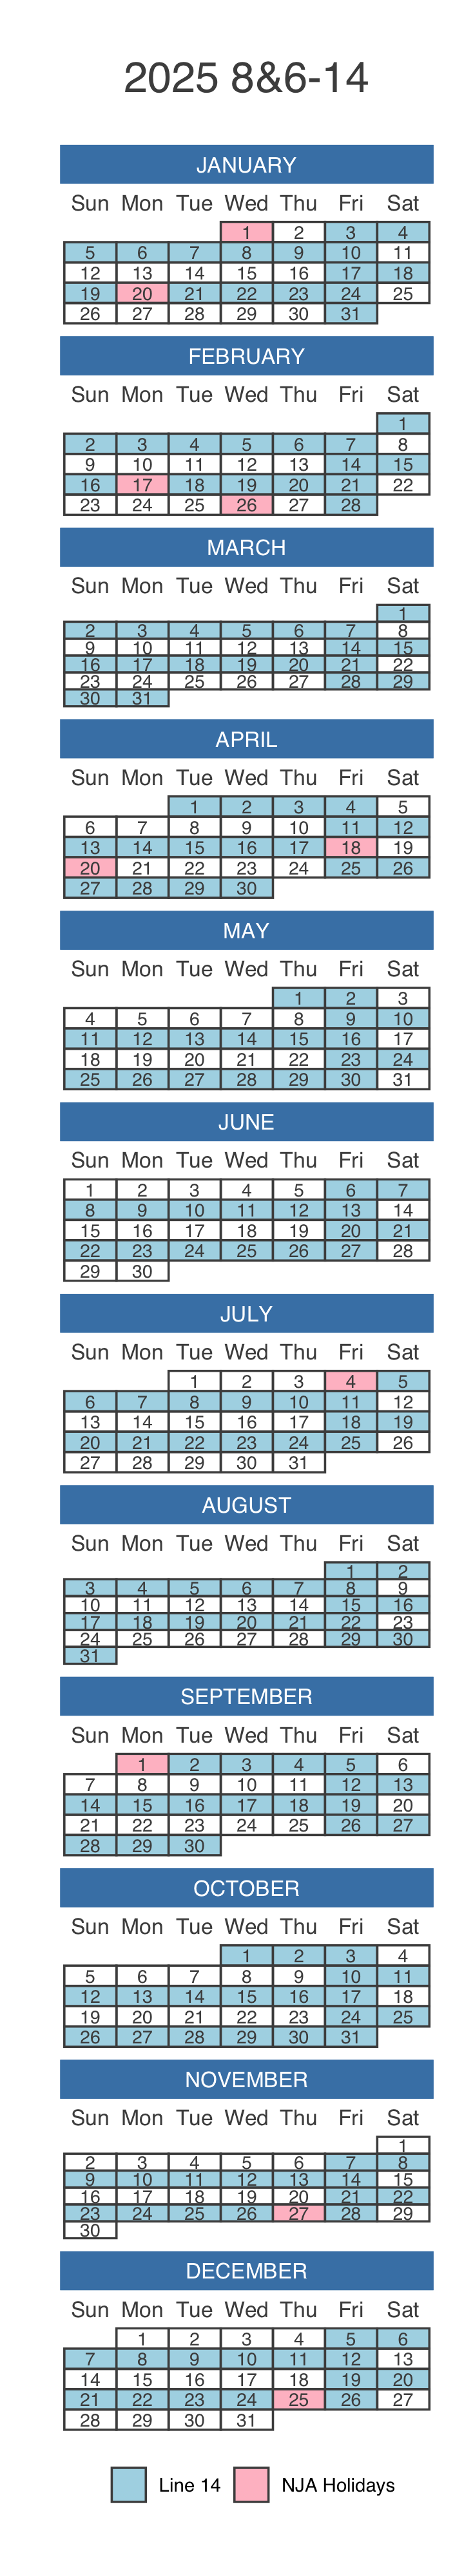 2025 8&6-14
JANUARY
Sun Mon Tue Wed Thu Fri Sat
1 2 3 4
5 6 7 8 9 10 11
12 13 14 15 16 17 18
19 20 21 22 23 24 25
26 27 28 29 30 31
FEBRUARY
Sun Mon Tue Wed Thu Fri Sat
1
2 3 4 5 6 7 8
9 10 11 12 13 14 15
16 17 18 19 20 21 22
23 24 25 26 27 28
MARCH
Sun Mon Tue Wed Thu Fri Sat
1
2 3 4 5 6 7 8
9 10 11 12 13 14 15
16 17 18 19 20 21 22
23 24 25 26 27 28 29
30 31
APRIL
Sun Mon Tue Wed Thu Fri Sat
1 2 3 4 5
6 7 8 9 10 11 12
13 14 15 16 17 18 19
20 21 22 23 24 25 26
27 28 29 30
MAY
Sun Mon Tue Wed Thu Fri Sat
1 2 3
4 5 6 7 8 9 10
11 12 13 14 15 16 17
18 19 20 21 22 23 24
25 26 27 28 29 30 31
JUNE
Sun Mon Tue Wed Thu Fri Sat
1 2 3 4 5 6 7
8 9 10 11 12 13 14
15 16 17 18 19 20 21
22 23 24 25 26 27 28
29 30
JULY
Sun Mon Tue Wed Thu Fri Sat
1 2 3 4 5
6 7 8 9 10 11 12
13 14 15 16 17 18 19
20 21 22 23 24 25 26
27 28 29 30 31
AUGUST
Sun Mon Tue Wed Thu Fri Sat
1 2
3 4 5 6 7 8 9
10 11 12 13 14 15 16
17 18 19 20 21 22 23
24 25 26 27 28 29 30
31
SEPTEMBER
Sun Mon Tue Wed Thu Fri Sat
1 2 3 4 5 6
7 8 9 10 11 12 13
14 15 16 17 18 19 20
21 22 23 24 25 26 27
28 29 30
OCTOBER
Sun Mon Tue Wed Thu Fri Sat
1 2 3 4
5 6 7 8 9 10 11
12 13 14 15 16 17 18
19 20 21 22 23 24 25
26 27 28 29 30 31
NOVEMBER
Sun Mon Tue Wed Thu Fri Sat
1
2 3 4 5 6 7 8
9 10 11 12 13 14 15
16 17 18 19 20 21 22
23 24 25 26 27 28 29
30
DECEMBER
Sun Mon Tue Wed Thu Fri Sat
1 2 3 4 5 6
7 8 9 10 11 12 13
14 15 16 17 18 19 20
21 22 23 24 25 26 27
28 29 30 31
Line 14 NJA Holidays